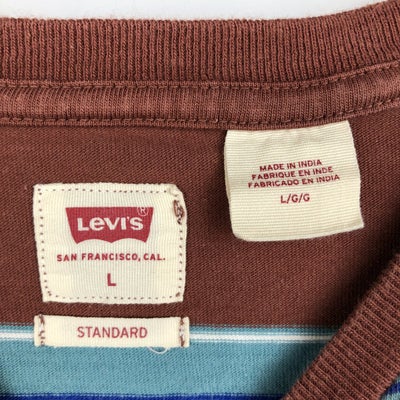 Levi's®
SAN FRANCISCO, CAL.
L
STANDARD
MADE IN INDIA
FABRIQUE EN INDE
FABRICADO EN INDIA
L/G/G